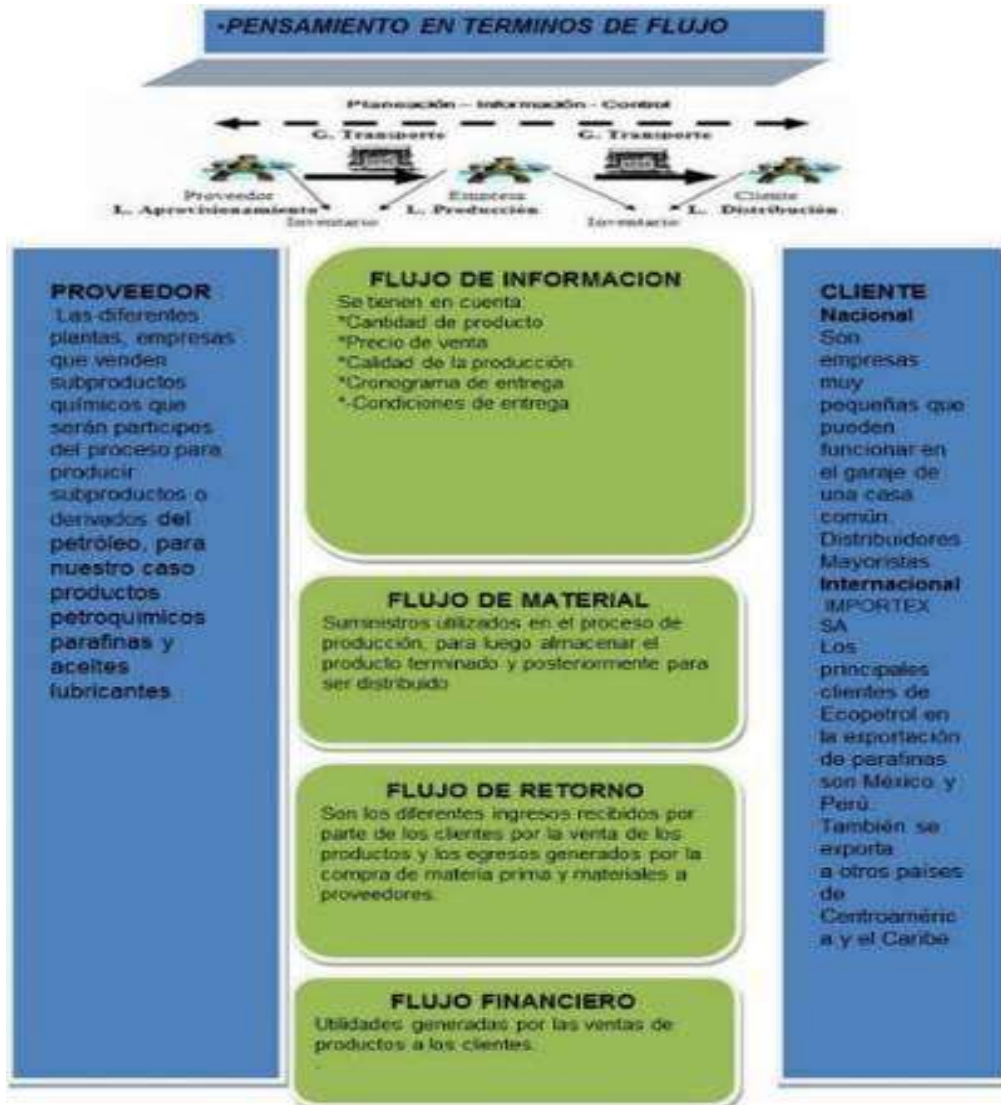 -PENSAMIENTO EN TERMINOS DE FLUJO
Planeación - Información - Control
G. Transporte
G. Transporte
Proveedor
Empresa
Cliente
L. Aprovisionamiento
L. Producción
L. Distribución
Inventario
Inventario
PROVEEDOR
Las diferentes
plantas, empresas
que venden
subproductos
químicos que
serán participes
del proceso para
producir
subproductos o
derivados del
petróleo, para
nuestro caso
productos
petroquímicos
parafinas y
aceites
lubricantes
FLUJO DE INFORMACION
Se tienen en cuenta:
*Cantidad de producto
*Precio de venta
*Calidad de la producción
*Cronograma de entrega
*-Condiciones de entrega
FLUJO DE MATERIAL
Suministros utilizados en el proceso de
producción, para luego almacenar el
producto terminado y posteriormente para
ser distribuido
FLUJO DE RETORNO
Son los diferentes ingresos recibidos por
parte de los clientes por la venta de los
productos y los egresos generados por la
compra de materia prima y materiales a
proveedores.
FLUJO FINANCIERO
Utilidades generadas por las ventas de
productos a los clientes.
CLIENTE
Nacional
Son
empresas
muy
pequeñas que
pueden
funcionar en
el garaje de
una casa
común.
Distribuidores
Mayoristas
Internacional
IMPORTEX
SA
Los
principales
clientes de
Ecopetrol en
la exportación
de parafinas
son México y
Perú.
También se
exporta
a otros países
de
Centroaméric
a y el Caribe